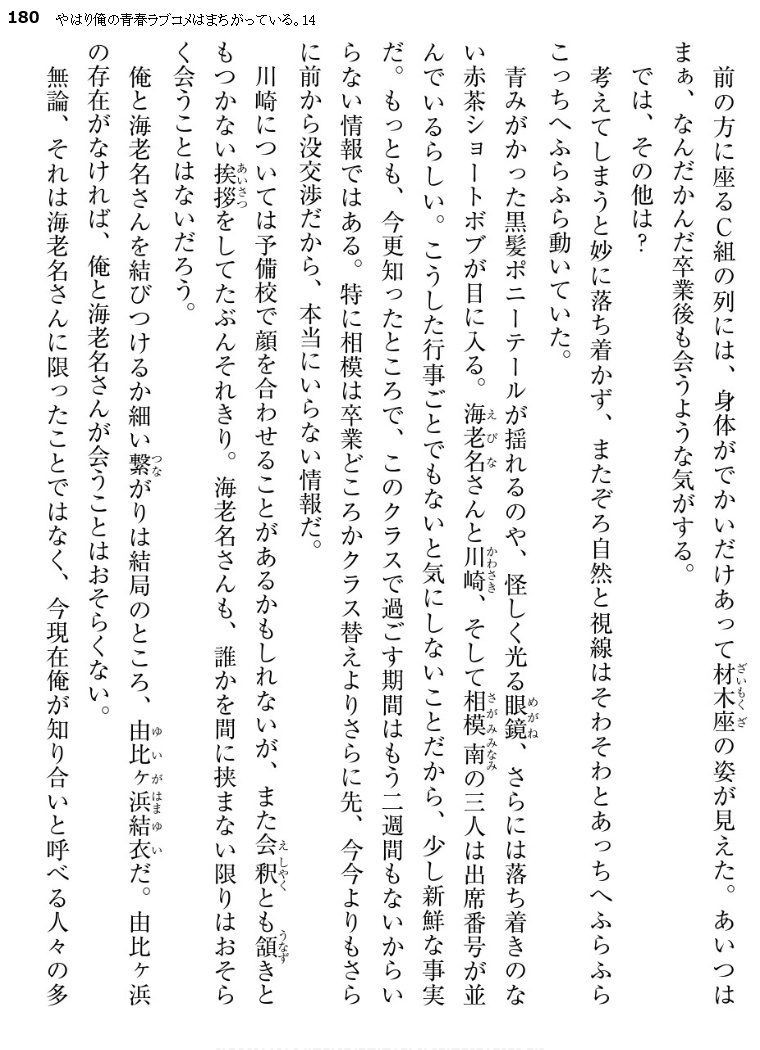 180 やはり俺の青春ラブコメはまちがっている。14
前の方に座るC組の列には、身体がでかいだけあって材木座の姿が見えた。あいつは
まぁ、なんだかんだ卒業後も会うような気がする。
では、その他は?
考えてしまうと妙に落ち着かず、またぞろ自然と視線はそわそわとあっちへふらふら
こっちへふらふら動いていた。
青みがかった黒髪ポニーテールが揺れるのや、怪しく光る眼鏡、さらには落ち着きのな
い赤茶ショートボブが目に入る。海老名さんと川崎、そして相模南の三人は出席番号が並
んでいるらしい。こうした行事ごとでもないと気にしないことだから、少し新鮮な事実
だ。もっとも、今更知ったところで、このクラスで過ごす期間はもう二週間もないからい
らない情報ではある。特に相模は卒業どころかクラス替えよりさらに先、今今よりもさら
に前から没交渉だから、本当にいらない情報だ。
川崎については予備校で顔を合わせることがあるかもしれないが、また会釈とも頷きと
もつかない挨拶をしてたぶんそれきり。海老名さんも、誰かを間に挟まない限りはおそら
く会うことはないだろう。
俺と海老名さんを結びつけるか細い繋がりは結局のところ、由比ヶ浜結衣だ。由比ヶ浜
の存在がなければ、俺と海老名さんが会うことはおそらくない。
無論、それは海老名さんに限ったことではなく、今現在俺が知り合いと呼べる人々の多